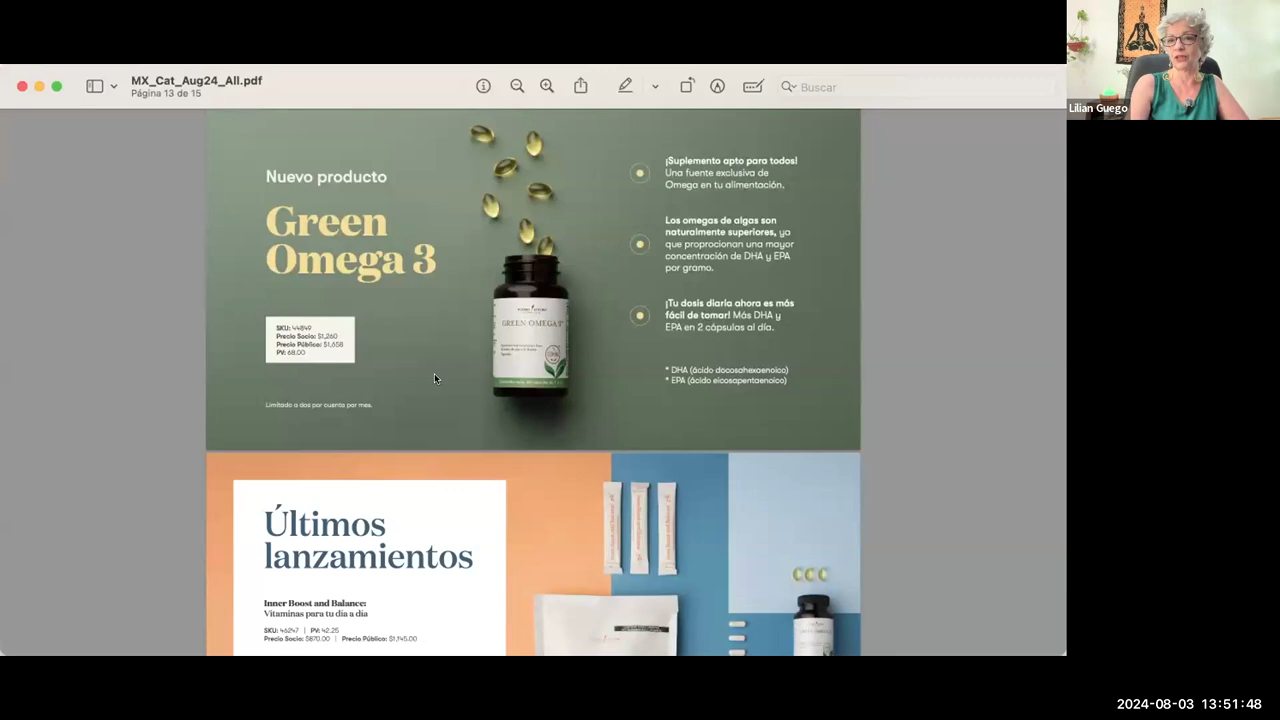 MX_Cat_Aug24_All.pdf
Página 13 de 15
Buscar
Lilian Guego
Nuevo producto
Green
Omega 3
SKU: 44849
Precio Socio: $1,260
Precio Público: $1,658
PV: 68.00
Limitado a dos por cuenta por mes.
GREEN OMEGA 3
¡Suplemento apto para todos!
Una fuente exclusiva de
Omega en tu alimentación.
Los omegas de algas son
naturalmente superiores, ya
que proprocionan una mayor
concentración de DHA y EPA
por gramo.
¡Tu dosis diaria ahora es más
fácil de tomar! Más DHA y
EPA en 2 cápsulas al día.
* DHA (ácido docosahexaenoico)
* EPA (ácido eicosapentaenoico)
Últimos
lanzamientos
Inner Boost and Balance:
Vitaminas para tu día a día
SKU: 46247 | PV: 42.25
Precio Socio: $870.00 | Precio Público: $1,145.00
2024-08-03 13:51:48